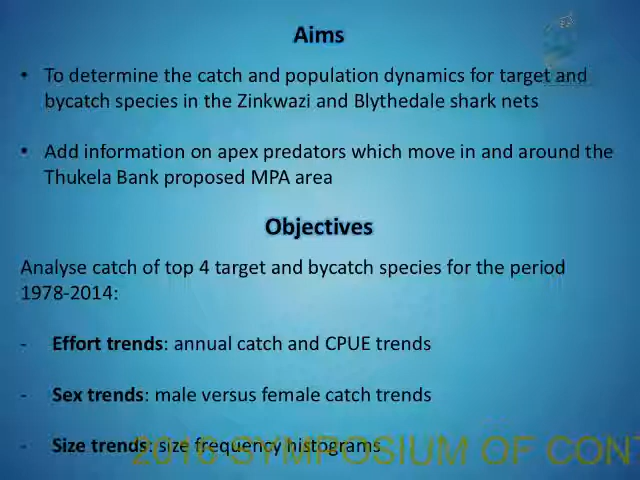 Aims
• To determine the catch and population dynamics for target and
bycatch species in the Zinkwazi and Blythedale shark nets
• Add information on apex predators which move in and around the
Thukela Bank proposed MPA area
Objectives
Analyse catch of top 4 target and bycatch species for the period
1978-2014:
- Effort trends: annual catch and CPUE trends
- Sex trends: male versus female catch trends
- Size trends: size frequency histograms
SYMPOSIUM OF